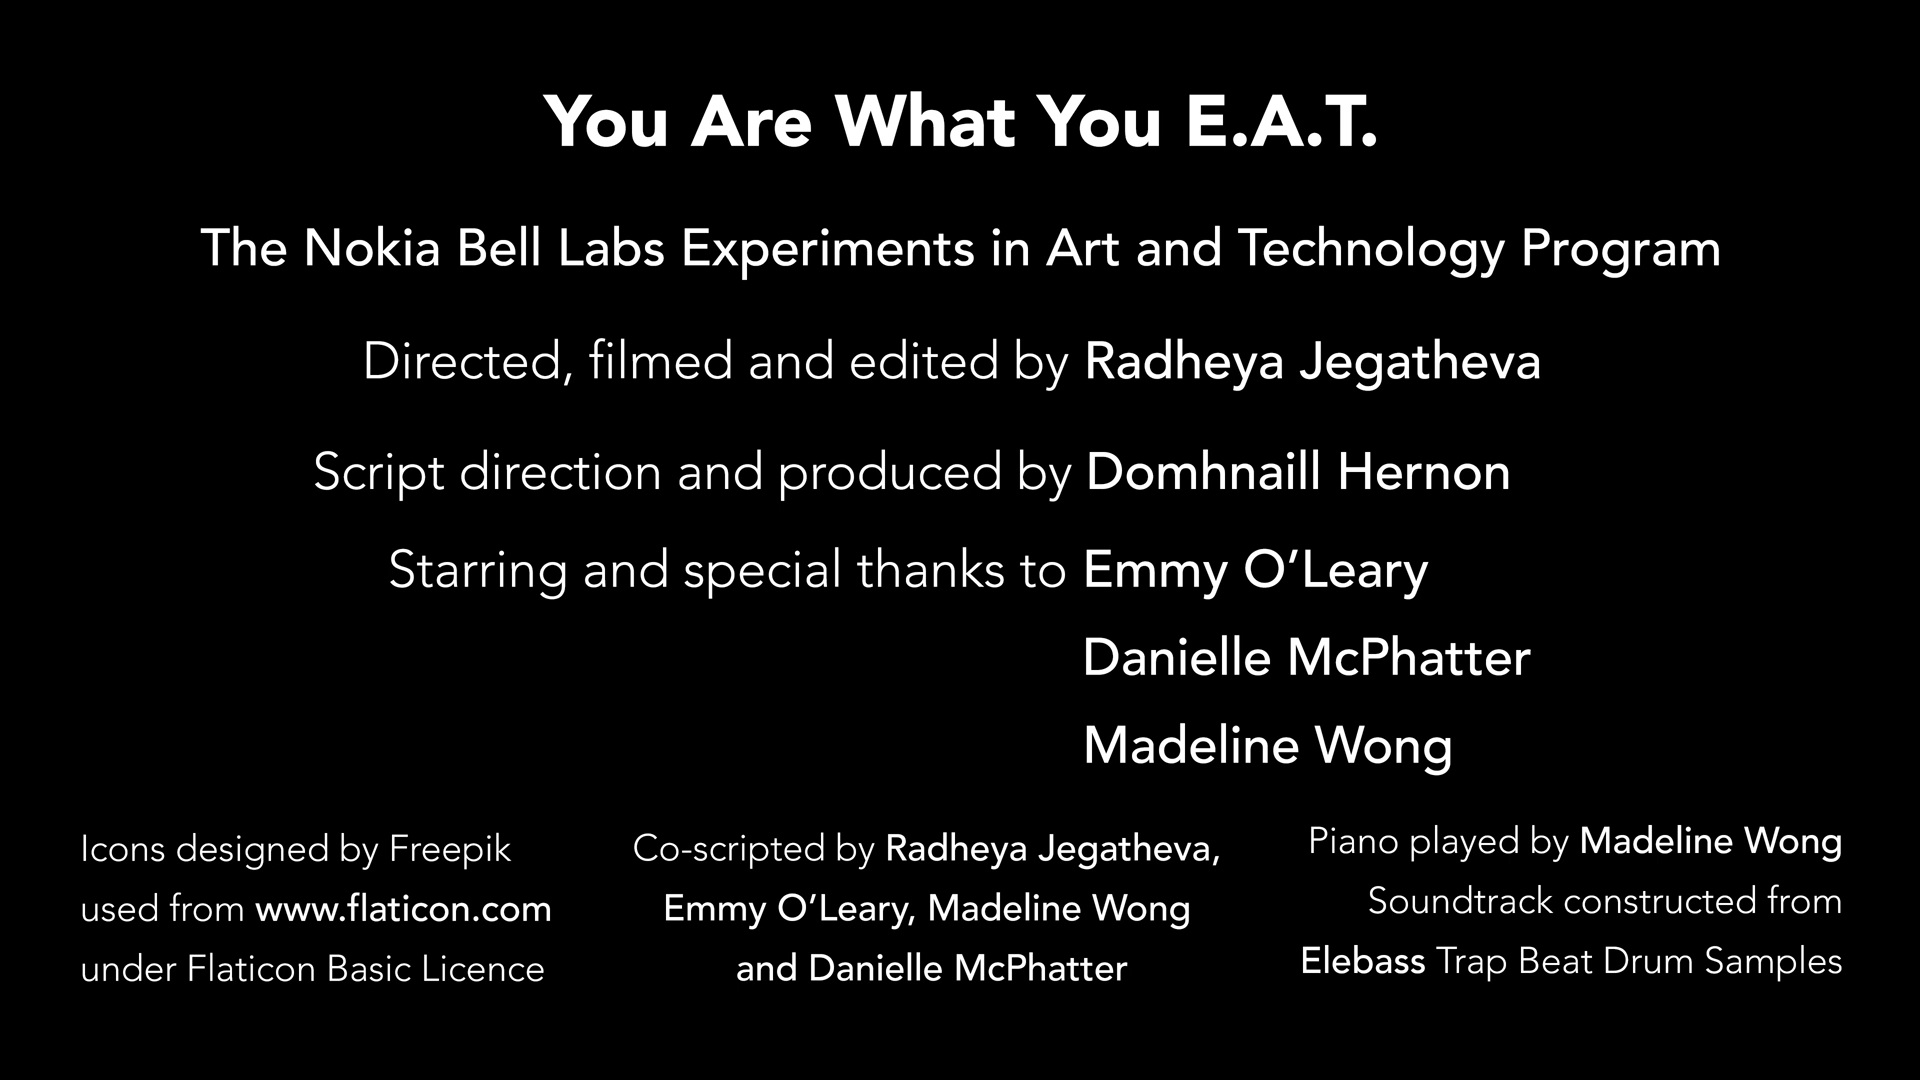 You Are What You E.A.T.
The Nokia Bell Labs Experiments in Art and Technology Program
Directed, filmed and edited by Radheya Jegatheva
Script direction and produced by Domhnaill Hernon
Starring and special thanks to Emmy O’Leary
Danielle McPhatter
Madeline Wong
Icons designed by Freepik
used from www.flaticon.com
under Flaticon Basic Licence
Co-scripted by Radheya Jegatheva,
Emmy O’Leary, Madeline Wong
and Danielle McPhatter
Piano played by Madeline Wong
Soundtrack constructed from
Elebass Trap Beat Drum Samples